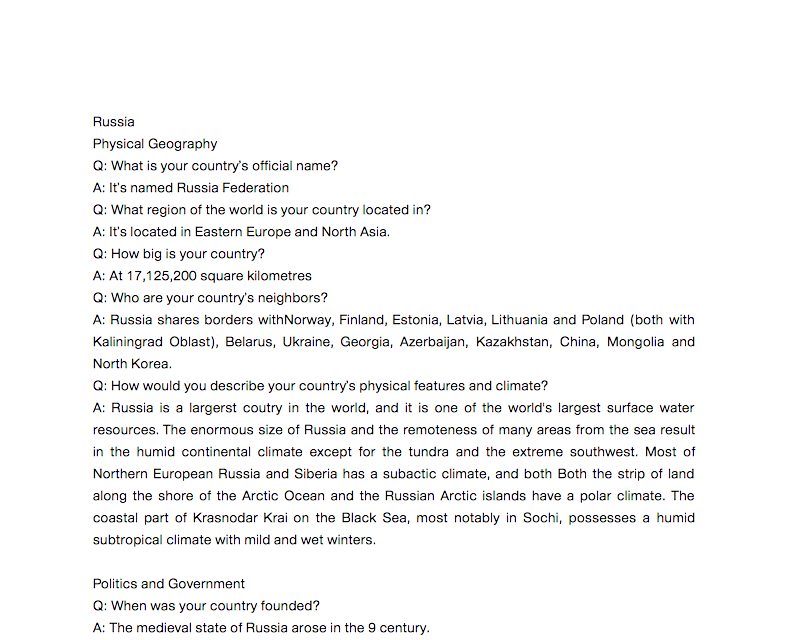 Russia
Physical Geography
Q: What is your country's official name?
A: It's named Russia Federation
Q: What region of the world is your country located in?
A: It's located in Eastern Europe and North Asia.
Q: How big is your country?
A: At 17,125,200 square kilometres
Q: Who are your country's neighbors?
A: Russia shares borders withNorway, Finland, Estonia, Latvia, Lithuania and Poland (both with
Kaliningrad Oblast), Belarus, Ukraine, Georgia, Azerbaijan, Kazakhstan, China, Mongolia and
North Korea.
Q: How would you describe your country's physical features and climate?
A: Russia is a largerst coutry in the world, and it is one of the world's largest surface water
resources. The enormous size of Russia and the remoteness of many areas from the sea result
in the humid continental climate except for the tundra and the extreme southwest. Most of
Northern European Russia and Siberia has a subactic climate, and both Both the strip of land
along the shore of the Arctic Ocean and the Russian Arctic islands have a polar climate. The
coastal part of Krasnodar Krai on the Black Sea, most notably in Sochi, possesses a humid
subtropical climate with mild and wet winters.
Politics and Government
Q: When was your country founded?
A: The medieval state of Russia arose in the 9 century.